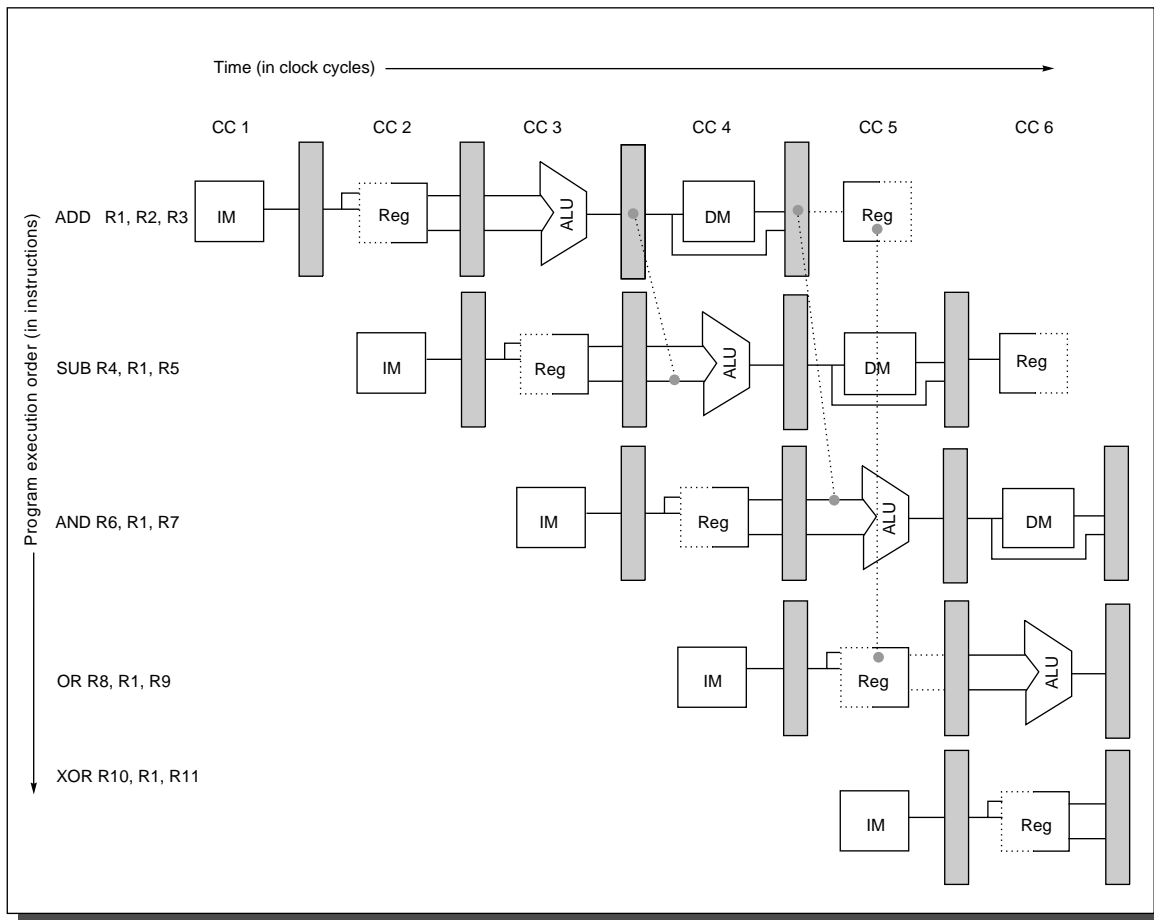 Time (in clock cycles)
CC 1 CC 2 CC 3 CC 4 CC 5 CC 6
Program execution order (in instructions)
ADD R1, R2, R3 IM Reg ALU DM Reg
SUB R4, R1, R5 IM Reg ALU DM Reg
AND R6, R1, R7 IM Reg ALU DM
OR R8, R1, R9 IM Reg ALU
XOR R10, R1, R11 IM Reg